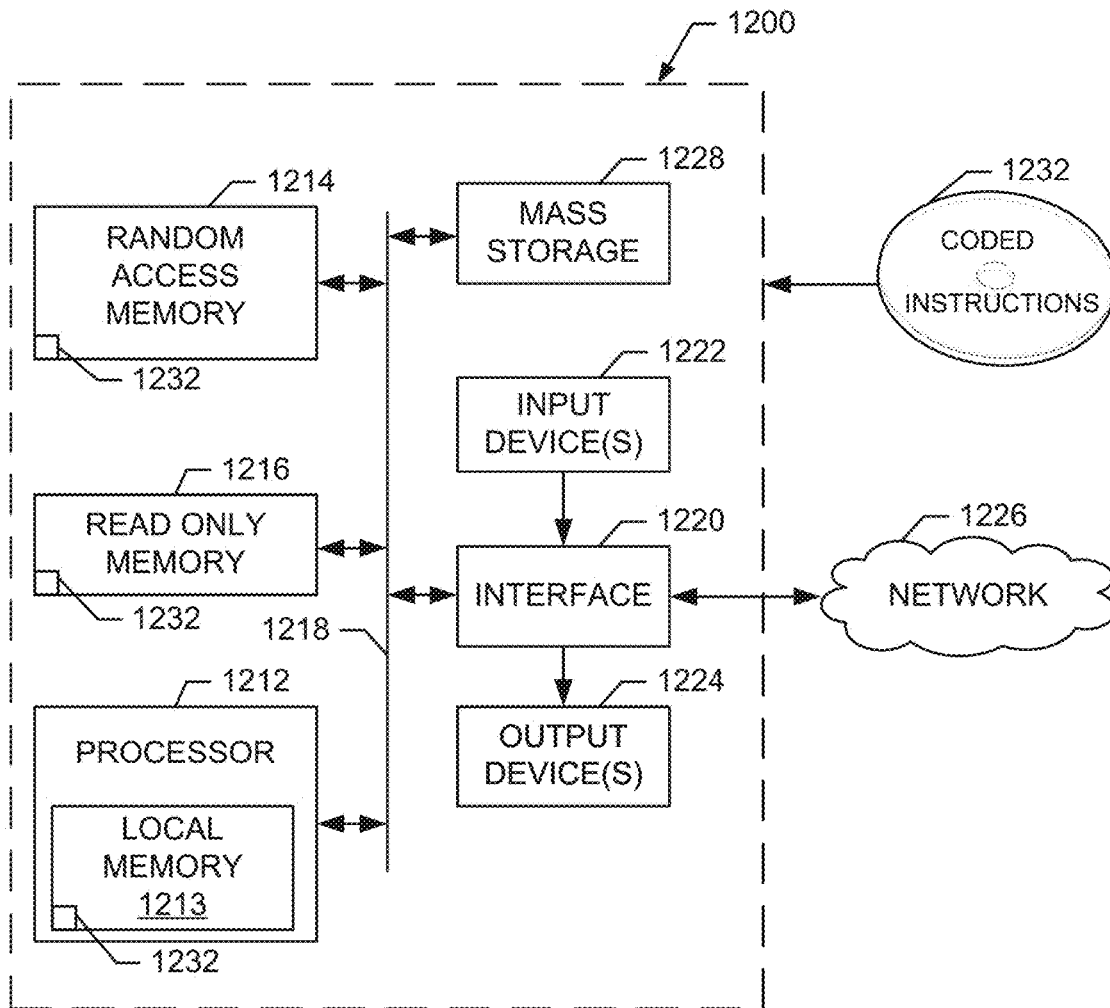 1200
1214
RANDOM
ACCESS
MEMORY
1232
1228
MASS
STORAGE
1232
CODED
INSTRUCTIONS
1222
INPUT
DEVICE(S)
1216
READ ONLY
MEMORY
1232
1218
1220
INTERFACE
1226
NETWORK
1212
PROCESSOR
LOCAL
MEMORY
1213
1232
1224
OUTPUT
DEVICE(S)